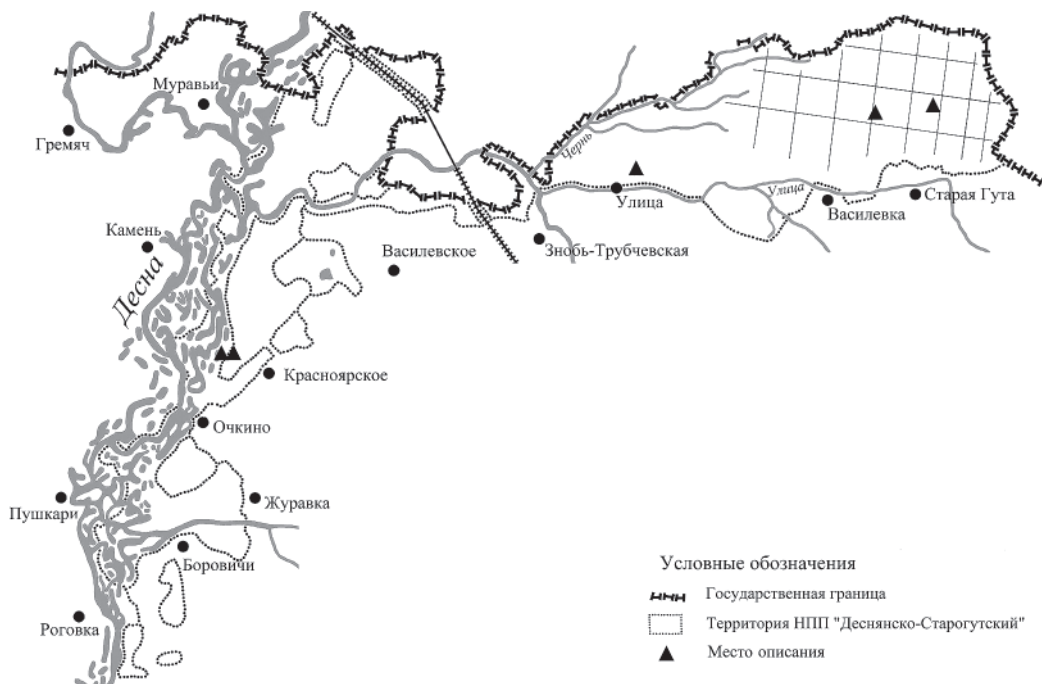 Муравьи
Гремяч
Чернь
Улица
Улица
Старая Гута
Василевка
Камень
Василевское
Знобь-Трубчевская
Десна
Красноярское
Очкино
Пушкари
Журавка
Боровичи
Роговка
Условные обозначения
Государственная граница
Территория НПП "Деснянско-Старогутский"
Место описания